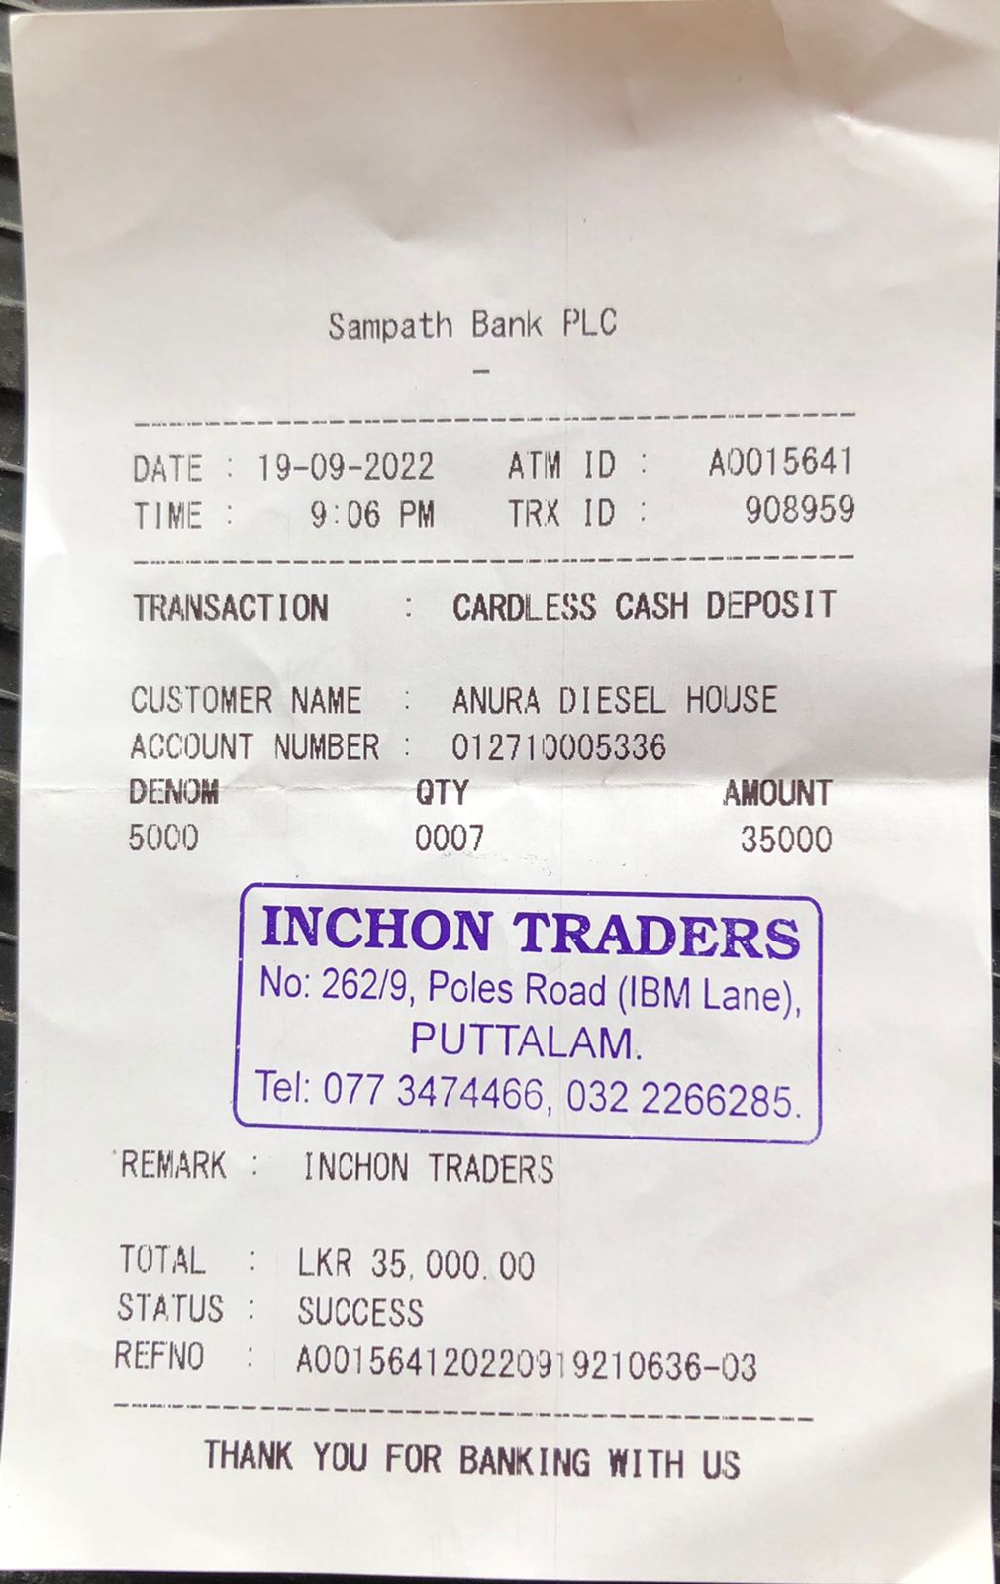 Sampath Bank PLC
-
DATE : 19-09-2022 ATM ID : A0015641
TIME : 9:06 PM TRX ID : 908959
TRANSACTION : CARDLESS CASH DEPOSIT
CUSTOMER NAME : ANURA DIESEL HOUSE
ACCOUNT NUMBER : 012710005336
DENOM QTY AMOUNT
5000 0007 35000
INCHON TRADERS
No: 262/9, Poles Road (IBM Lane),
PUTTALAM.
Tel: 077 3474466, 032 2266285.
REMARK : INCHON TRADERS
TOTAL : LKR 35,000.00
STATUS : SUCCESS
REFNO : A001564120220919210636-03
THANK YOU FOR BANKING WITH US